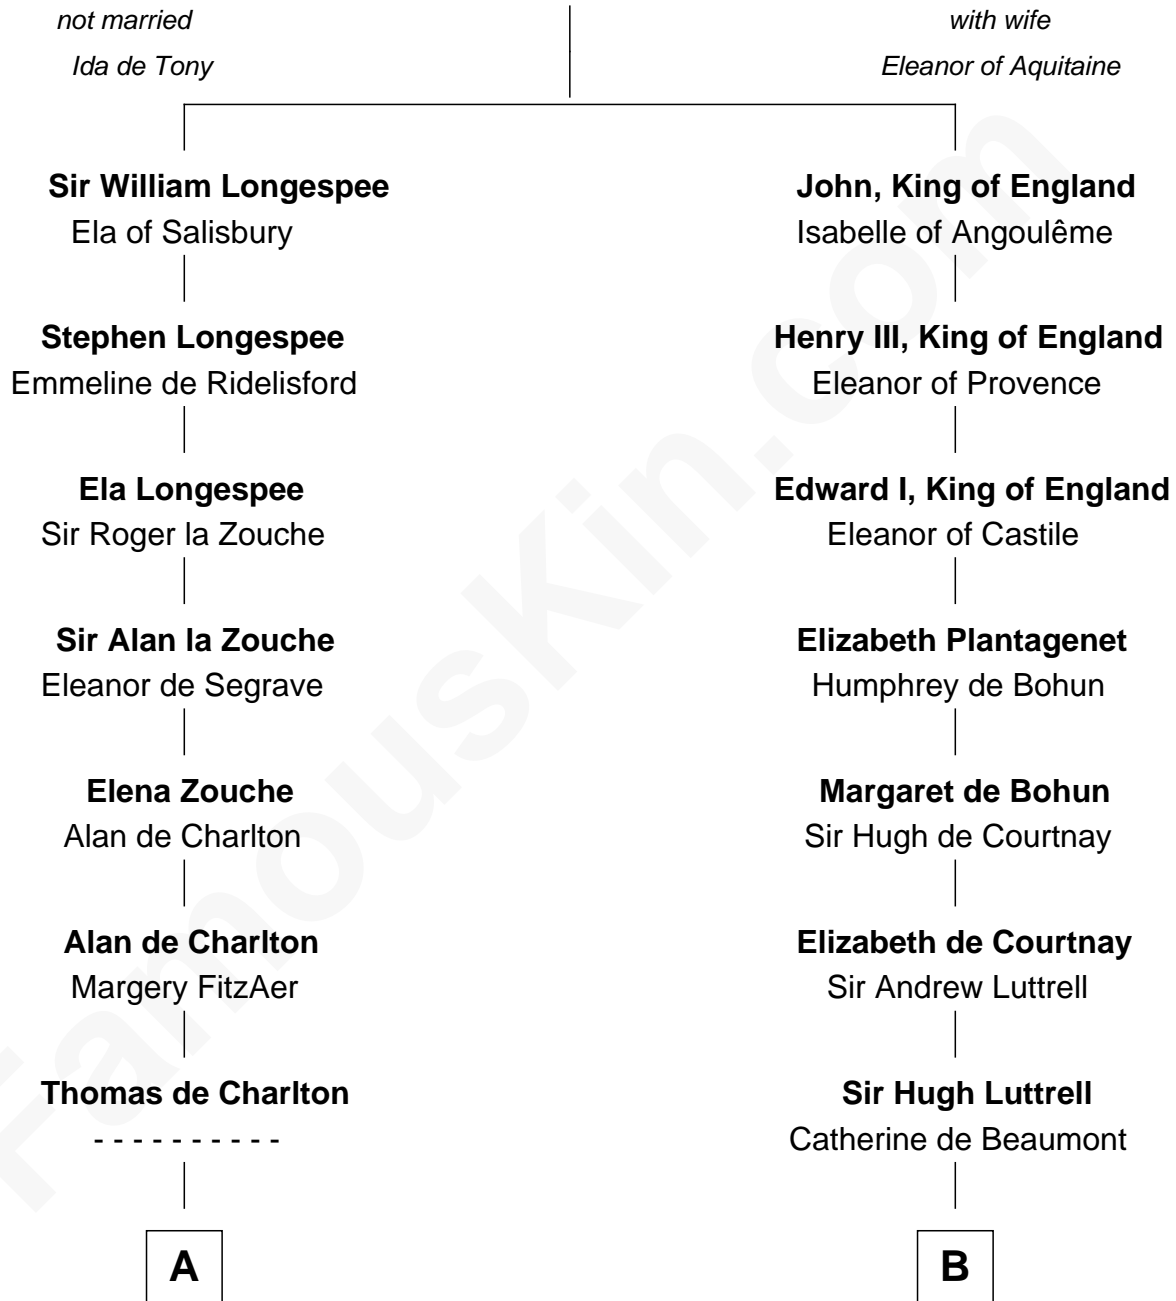 not married
with wife
Ida de Tony
Eleanor of Aquitaine
Sir William Longespee
Ela of Salisbury
John, King of England
Isabelle of Angoulême
Stephen Longespee
Emmeline de Ridelisford
Henry III, King of England
Eleanor of Provence
Ela Longespee
Sir Roger la Zouche
Edward I, King of England
Eleanor of Castile
Sir Alan la Zouche
Eleanor de Segrave
Elizabeth Plantagenet
Humphrey de Bohun
Elena Zouche
Alan de Charlton
Margaret de Bohun
Sir Hugh de Courtnay
Alan de Charlton
Margery FitzAer
Elizabeth de Courtnay
Sir Andrew Luttrell
Thomas de Charlton
- - - - - - - - - -
Sir Hugh Luttrell
Catherine de Beaumont
A
B
FamousKin.com